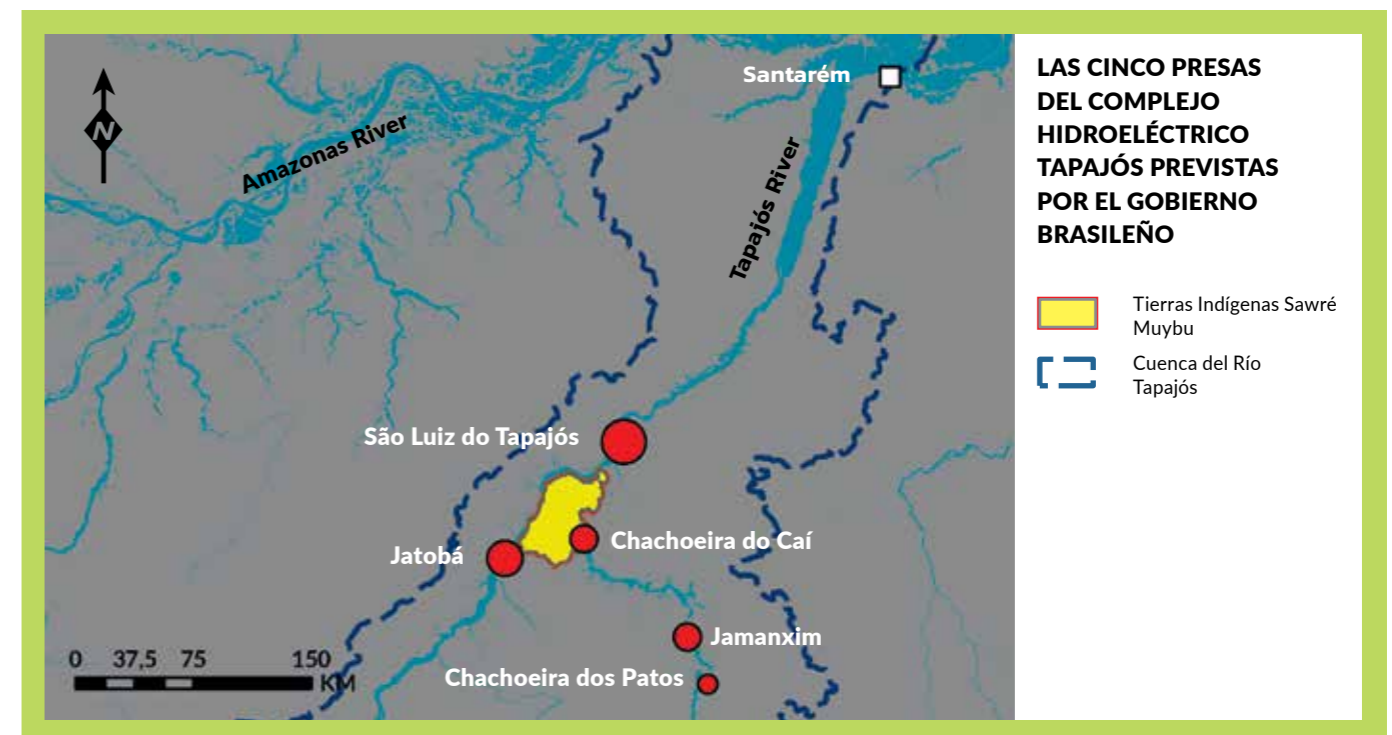 LAS CINCO PRESAS
DEL COMPLEJO
HIDROELÉCTRICO
TAPAJÓS PREVISTAS
POR EL GOBIERNO
BRASILEÑO
Tierras Indígenas Sawré
Muybu
Cuenca del Río
Tapajós
N
Santarém
Amazonas River
Tapajós River
São Luiz do Tapajós
Chachoeira do Caí
Jatobá
Jamanxim
Chachoeira dos Patos
0 37,5 75 150
KM